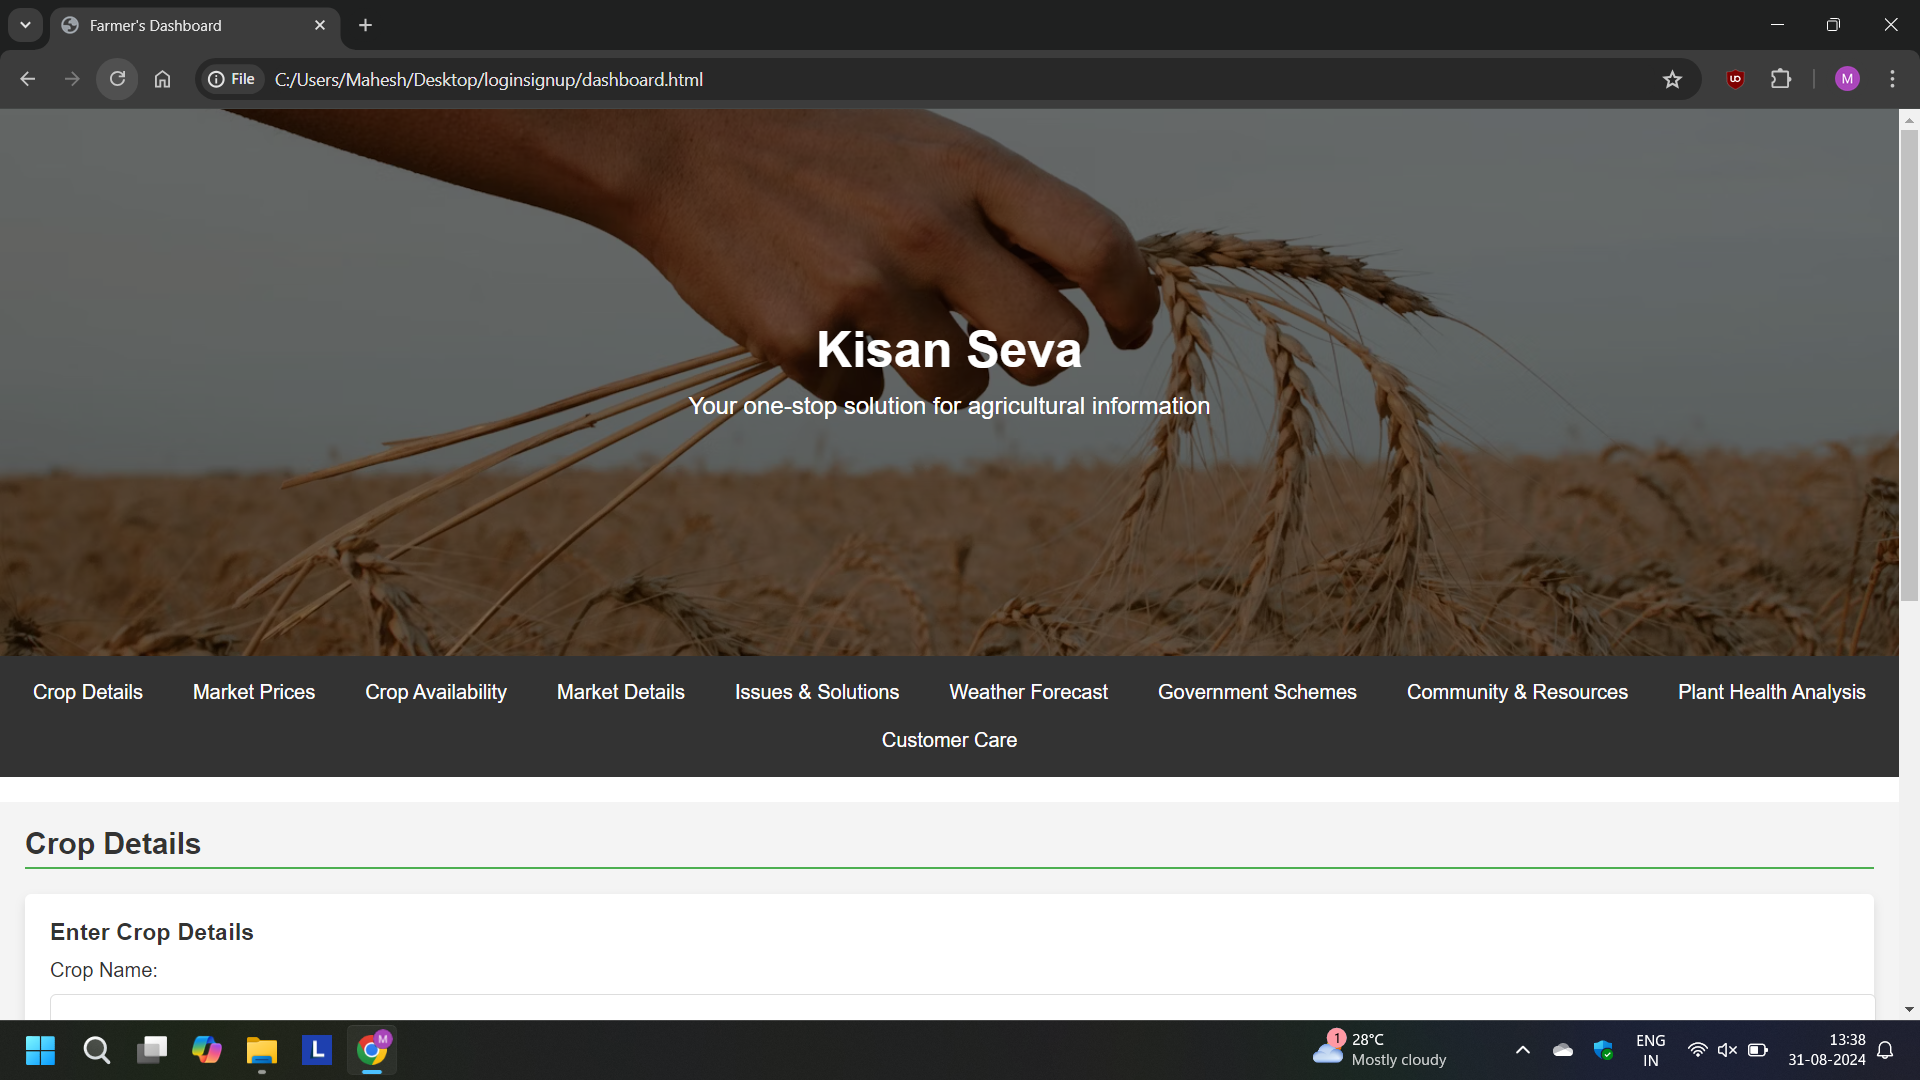 Farmer's Dashboard
File C:/Users/Mahesh/Desktop/loginsignup/dashboard.html
M
Kisan Seva
Your one-stop solution for agricultural information
Crop Details Market Prices Crop Availability Market Details Issues & Solutions Weather Forecast Government Schemes Community & Resources Plant Health Analysis
Customer Care
Crop Details
Enter Crop Details
Crop Name:
L
M
1
28°C
Mostly cloudy
ENG
IN
13:38
31-08-2024